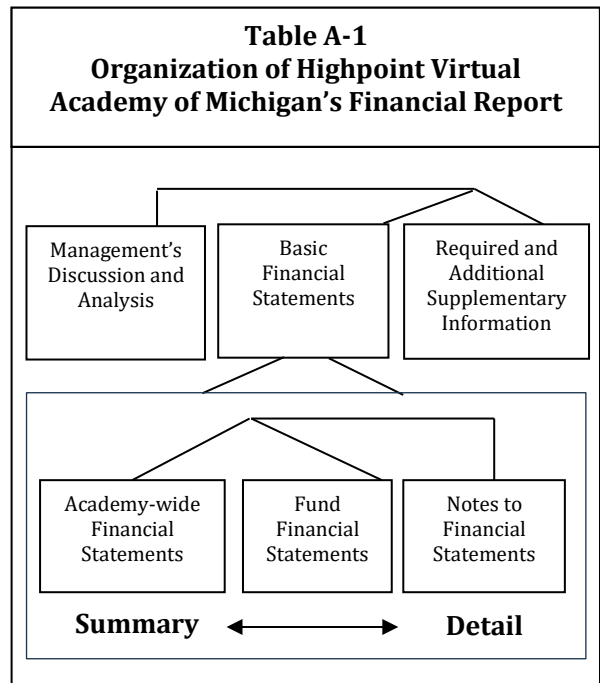 Table A-1
Organization of Highpoint Virtual
Academy of Michigan’s Financial Report
Management’s
Discussion and
Analysis
Basic
Financial
Statements
Required and
Additional
Supplementary
Information
Academy-wide
Financial
Statements
Fund
Financial
Statements
Notes to
Financial
Statements
Summary
Detail